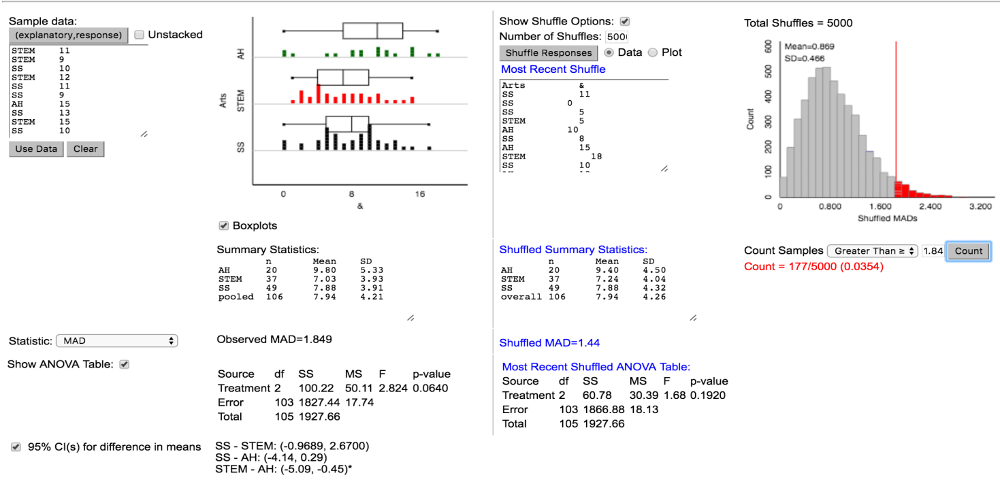 Sample data:
(explanatory,response) Unstacked
STEM 11
STEM 9
SS 10
STEM 12
SS 11
SS 9
AH 15
SS 13
STEM 15
SS 10
Use Data Clear
Arts
AH
STEM
SS
0 8 16
&
Boxplots
Summary Statistics:
n Mean SD
AH 20 9.80 5.33
STEM 37 7.03 3.93
SS 49 7.88 3.91
pooled 106 7.94 4.21
Statistic: MAD
Observed MAD=1.849
Show ANOVA Table:
Source df SS MS F p-value
Treatment 2 100.22 50.11 2.824 0.0640
Error 103 1827.44 17.74
Total 105 1927.66
95% CI(s) for difference in means
SS - STEM: (-0.9689, 2.6700)
SS - AH: (-4.14, 0.29)
STEM - AH: (-5.09, -0.45)*
Show Shuffle Options:
Number of Shuffles: 500
Shuffle Responses Data Plot
Most Recent Shuffle
Arts &
SS 11
SS 0
SS 5
STEM 5
AH 10
SS 8
AH 15
STEM 18
SS 10
Shuffled Summary Statistics:
n Mean SD
AH 20 9.40 4.50
STEM 37 7.24 4.04
SS 49 7.88 4.32
overall 106 7.94 4.26
Shuffled MAD=1.44
Most Recent Shuffled ANOVA Table:
Source df SS MS F p-value
Treatment 2 60.78 30.39 1.68 0.1920
Error 103 1866.88 18.13
Total 105 1927.66
Total Shuffles = 5000
Mean=0.869
SD=0.466
Count
600
500
400
300
200
100
0
0 0.800 1.600 2.400 3.200
Shuffled MADs
Count Samples Greater Than ≥ 1.84 Count
Count = 177/5000 (0.0354)